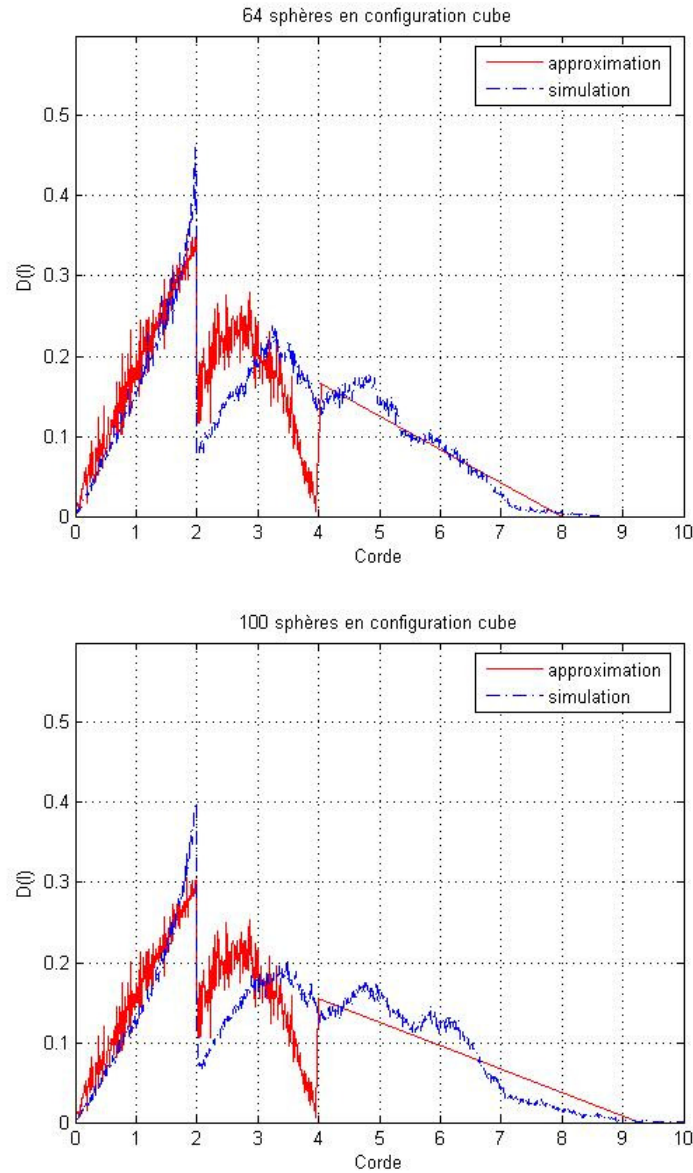 64 sphères en configuration cube
approximation
simulation
D(l)
0.5
0.4
0.3
0.2
0.1
0
0 1 2 3 4 5 6 7 8 9 10
Corde
100 sphères en configuration cube
approximation
simulation
D(l)
0.5
0.4
0.3
0.2
0.1
0
0 1 2 3 4 5 6 7 8 9 10
Corde